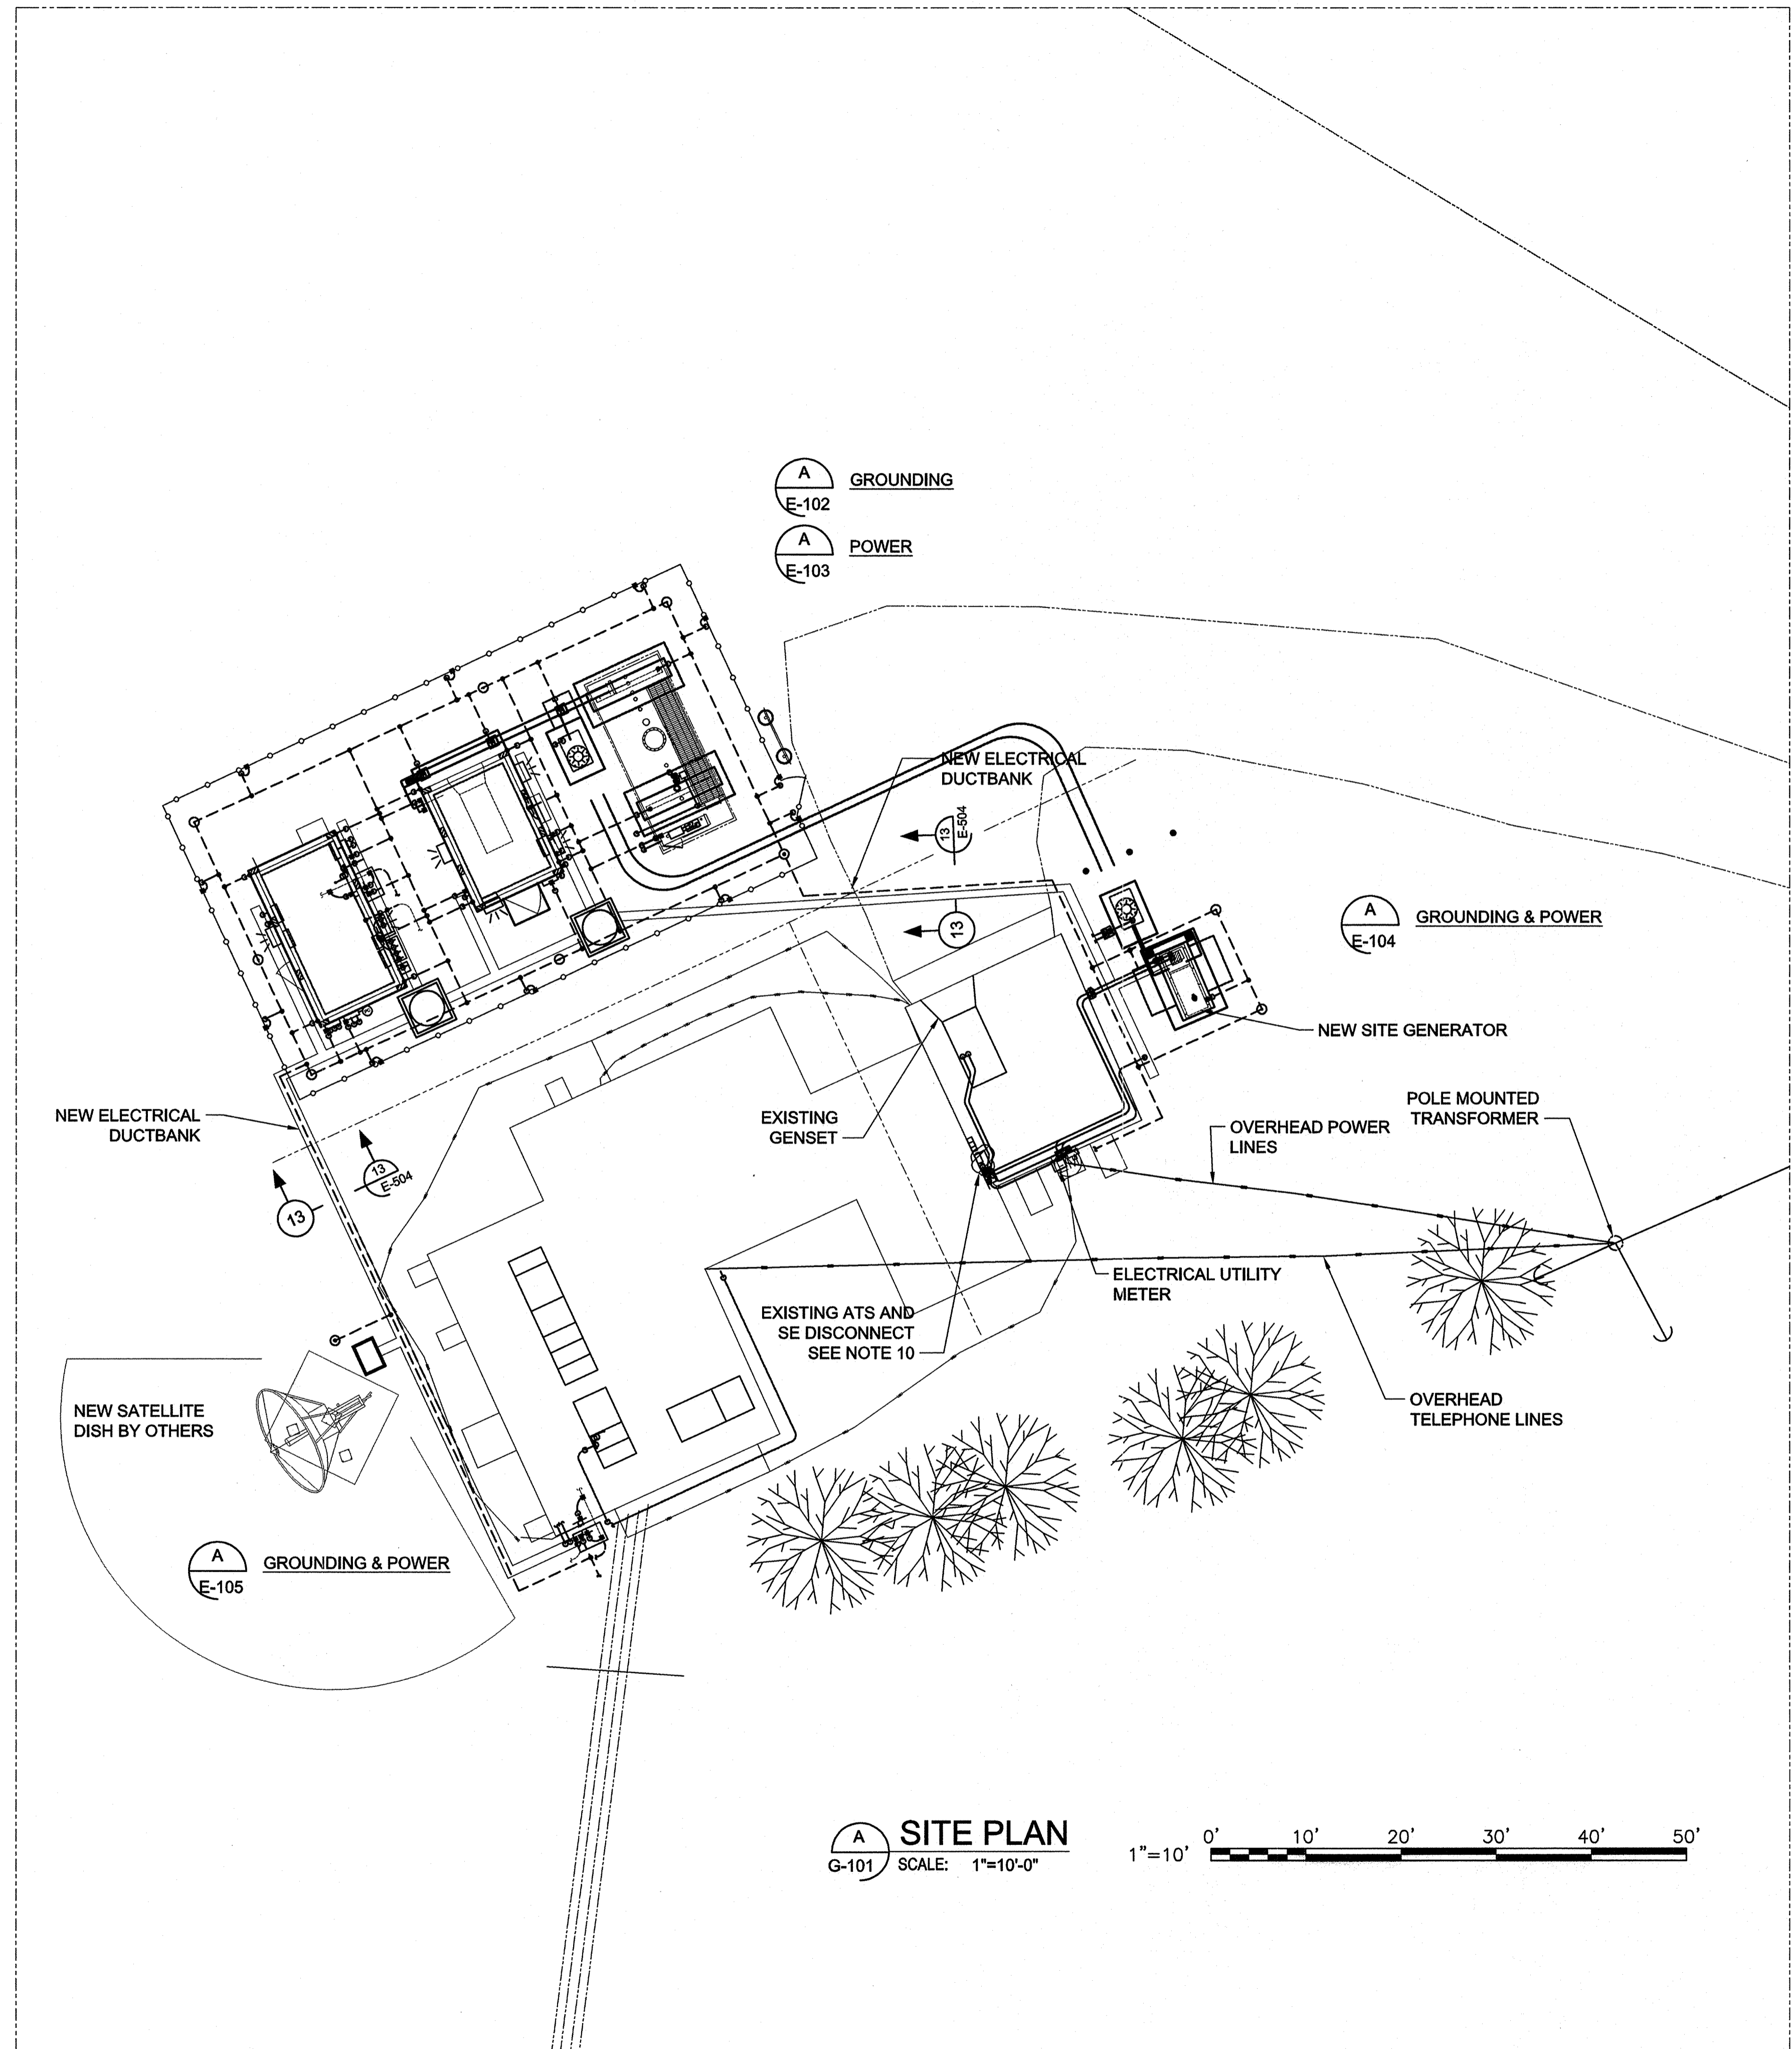 A
E-102
GROUNDING
A
E-103
POWER
NEW ELECTRICAL
DUCTBANK
13
E-504
13
A
E-104
GROUNDING & POWER
NEW SITE GENERATOR
NEW ELECTRICAL
DUCTBANK
EXISTING
GENSET
POLE MOUNTED
TRANSFORMER
OVERHEAD POWER
LINES
13
E-504
13
ELECTRICAL UTILITY
METER
EXISTING ATS AND
SE DISCONNECT
SEE NOTE 10
NEW SATELLITE
DISH BY OTHERS
OVERHEAD
TELEPHONE LINES
A
E-105
GROUNDING & POWER
A
G-101
SITE PLAN
SCALE: 1"=10'-0"
1"=10'
0' 10' 20' 30' 40' 50'